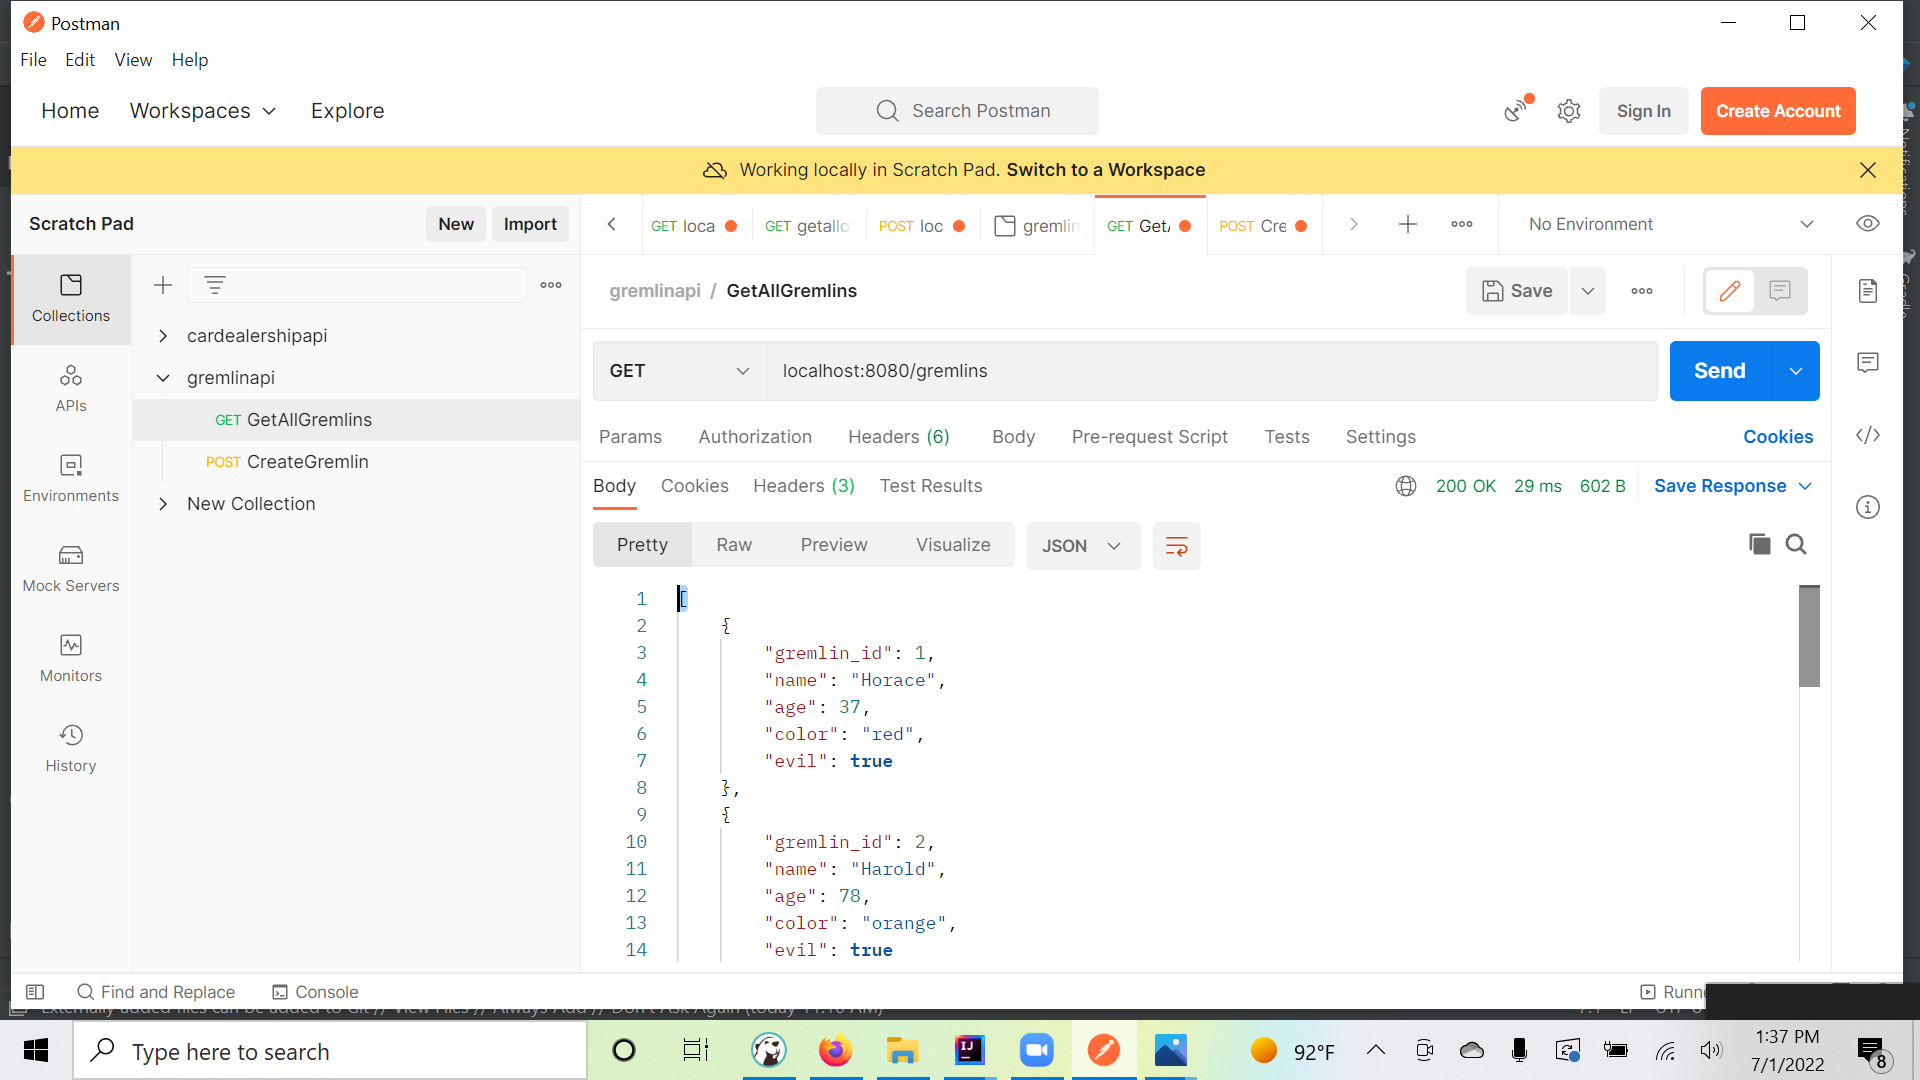 Postman
File Edit View Help
Home Workspaces Explore
Search Postman
Sign In
Create Account
Working locally in Scratch Pad. Switch to a Workspace
Scratch Pad
New
Import
GET loca
GET getallo
POST loc
gremlin
GET Get
POST Cre
No Environment
Collections
APIs
Environments
Mock Servers
Monitors
History
cardealershipapi
gremlinapi
GET GetAllGremlins
POST CreateGremlin
New Collection
gremlinapi / GetAllGremlins
Save
GET
localhost:8080/gremlins
Send
Params Authorization Headers (6) Body Pre-request Script Tests Settings Cookies
Body Cookies Headers (3) Test Results
200 OK 29 ms 602 B Save Response
Pretty Raw Preview Visualize JSON
1 [
2 {
3 "gremlin_id": 1,
4 "name": "Horace",
5 "age": 37,
6 "color": "red",
7 "evil": true
8 },
9 {
10 "gremlin_id": 2,
11 "name": "Harold",
12 "age": 78,
13 "color": "orange",
14 "evil": true
Find and Replace
Console
Runne
Type here to search
92°F
1:37 PM
7/1/2022
8